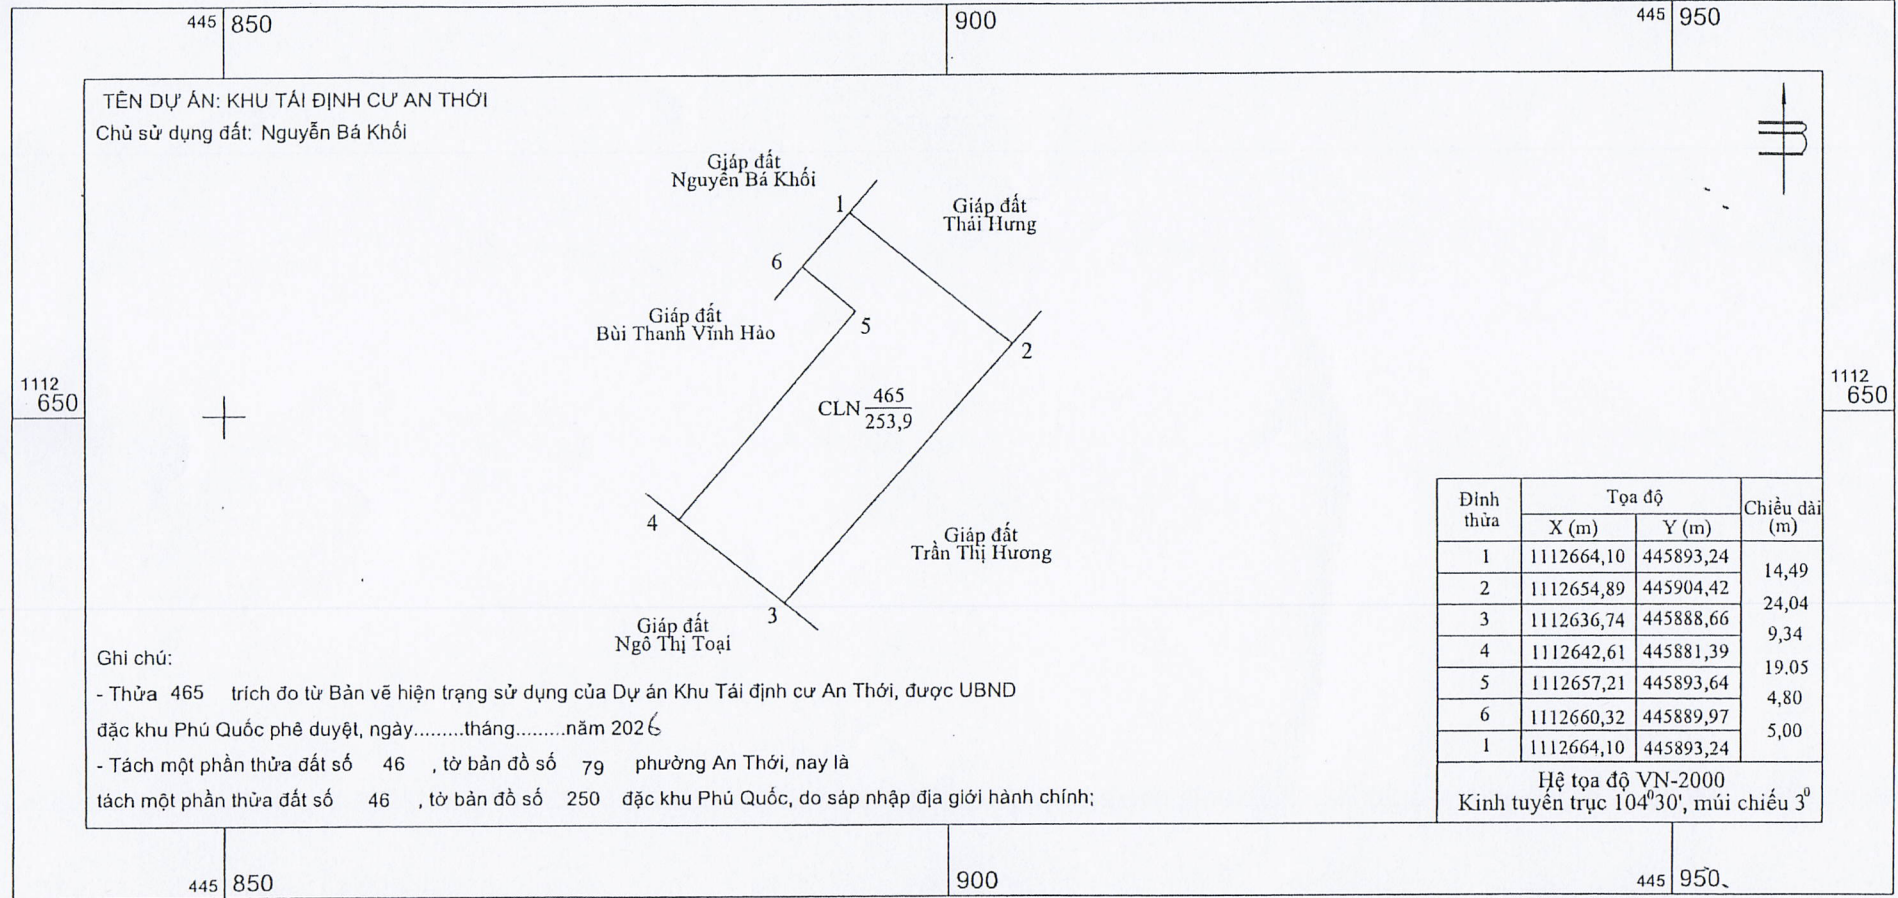 445 850
900
445 950
TÊN DỰ ÁN: KHU TÁI ĐỊNH CƯ AN THỚI
Chủ sử dụng đất: Nguyễn Bá Khối
Giáp đất
Nguyễn Bá Khối
1
Giáp đất
Thái Hưng
6
Giáp đất
Bùi Thanh Vĩnh Hảo
5
2
1112
650
1112
650
CLN 465
253,9
4
Giáp đất
Trần Thị Hương
3
Giáp đất
Ngô Thị Toại
Đỉnh thửa Tọa độ Chiều dài (m)
X (m) Y (m)
1 1112664,10 445893,24
14,49
2 1112654,89 445904,42
24,04
3 1112636,74 445888,66
9,34
4 1112642,61 445881,39
19.05
5 1112657,21 445893,64
4,80
6 1112660,32 445889,97
5,00
1 1112664,10 445893,24
Hệ tọa độ VN-2000
Kinh tuyến trục 104⁰30', múi chiếu 3⁰
Ghi chú:
- Thửa 465 trích đo từ Bản vẽ hiện trạng sử dụng của Dự án Khu Tái định cư An Thới, được UBND
đặc khu Phú Quốc phê duyệt, ngày.........tháng.........năm 2026
- Tách một phần thửa đất số 46 , tờ bản đồ số 79 phường An Thới, nay là
tách một phần thửa đất số 46 , tờ bản đồ số 250 đặc khu Phú Quốc, do sáp nhập địa giới hành chính;
445 850
900
445 950